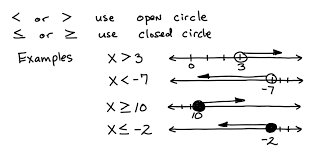 < or > use open circle
≤ or ≥ use closed circle
Examples X > 3
0 3
X < -7
-7
X ≥ 10
10
X ≤ -2
-2